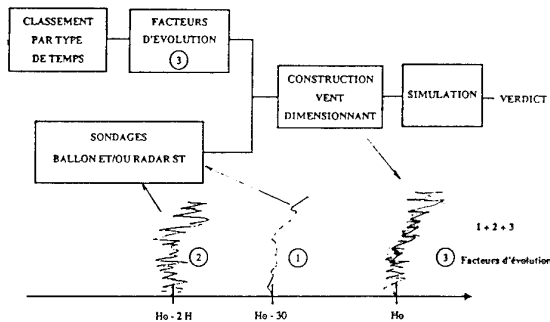 CLASSEMENT
PAR TYPE
DE TEMPS
FACTEURS
D'ÉVOLUTION
3
CONSTRUCTION
VENT
DIMENSIONNANT
SIMULATION
VERDICT
SONDAGES
BALLON ET/OU RADAR ST
2
1
1 + 2 + 3
3
Facteurs d'évolution
Ho - 2 H
Ho - 30
Ho